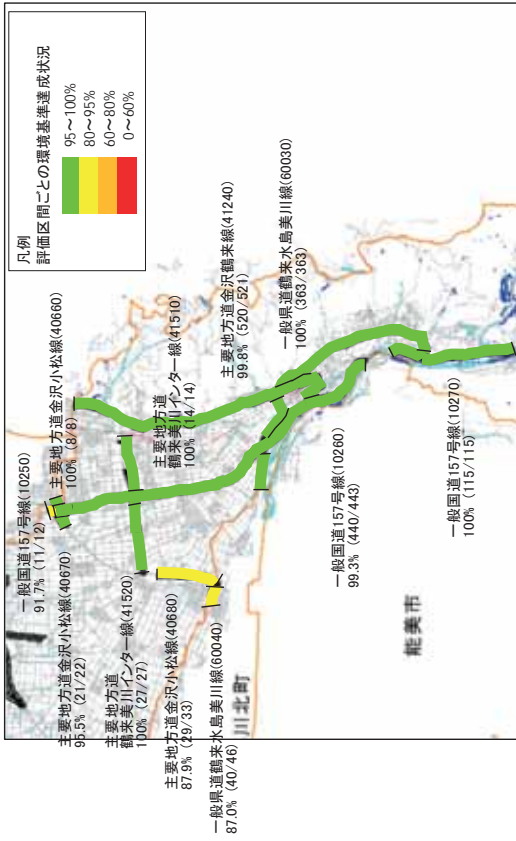 凡例
評価区間ごとの環境基準達成状況
95～100%
80～95%
60～80%
0～60%
一般国道157号線(10250)
91.7% (11/12)
主要地方道金沢小松線(40660)
100% (8/8)
主要地方道金沢小松線(40670)
95.5% (21/22)
主要地方道
鶴来美川インター線(41510)
100% (14/14)
主要地方道
鶴来美川インター線(41520)
100% (27/27)
主要地方道金沢鶴来線(41240)
99.8% (520/521)
主要地方道金沢小松線(40680)
87.9% (29/33)
一般県道鶴来水島美川線(60030)
100% (363/363)
一般県道鶴来水島美川線(60040)
87.0% (40/46)
川北町
一般国道157号線(10260)
99.3% (440/443)
能美市
一般国道157号線(10270)
100% (115/115)